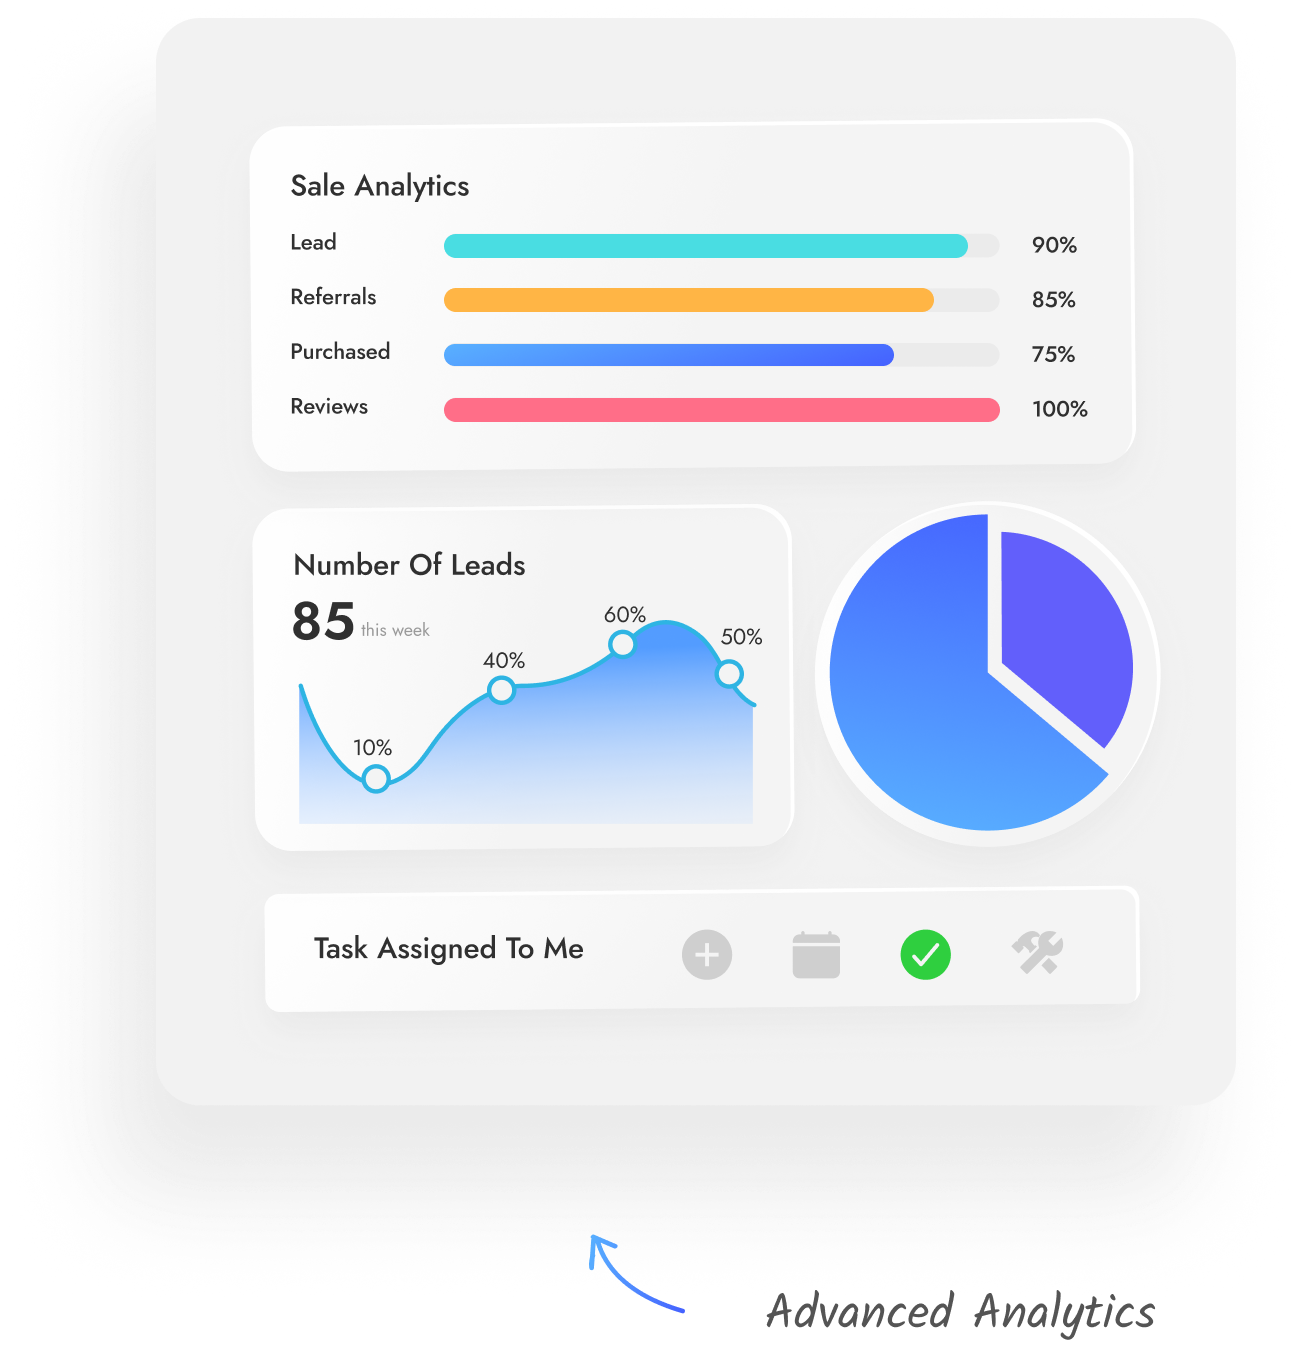 Sale Analytics
Lead 90%
Referrals 85%
Purchased 75%
Reviews 100%
Number Of Leads
85 this week
10%
40%
60%
50%
Task Assigned To Me
Advanced Analytics